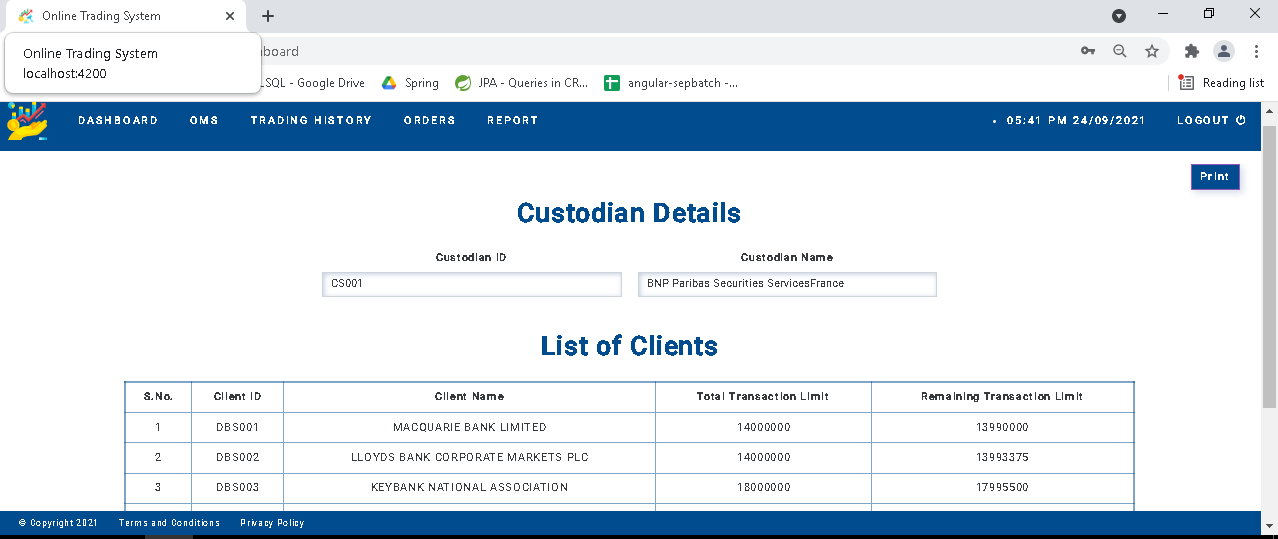 Online Trading System
Online Trading System
localhost:4200
board
SQL - Google Drive Spring JPA - Queries in CR... angular-sepbatch -... Reading list
DASHBOARD OMS TRADING HISTORY ORDERS REPORT 05:41 PM 24/09/2021 LOGOUT
Print
Custodian Details
Custodian ID Custodian Name
CS001 BNP Paribas Securities ServicesFrance
List of Clients
S.No. Client ID Client Name Total Transaction Limit Remaining Transaction Limit
1 DBS001 MACQUARIE BANK LIMITED 14000000 13990000
2 DBS002 LLOYDS BANK CORPORATE MARKETS PLC 14000000 13993375
3 DBS003 KEYBANK NATIONAL ASSOCIATION 18000000 17995500
© Copyright 2021 Terms and Conditions Privacy Policy